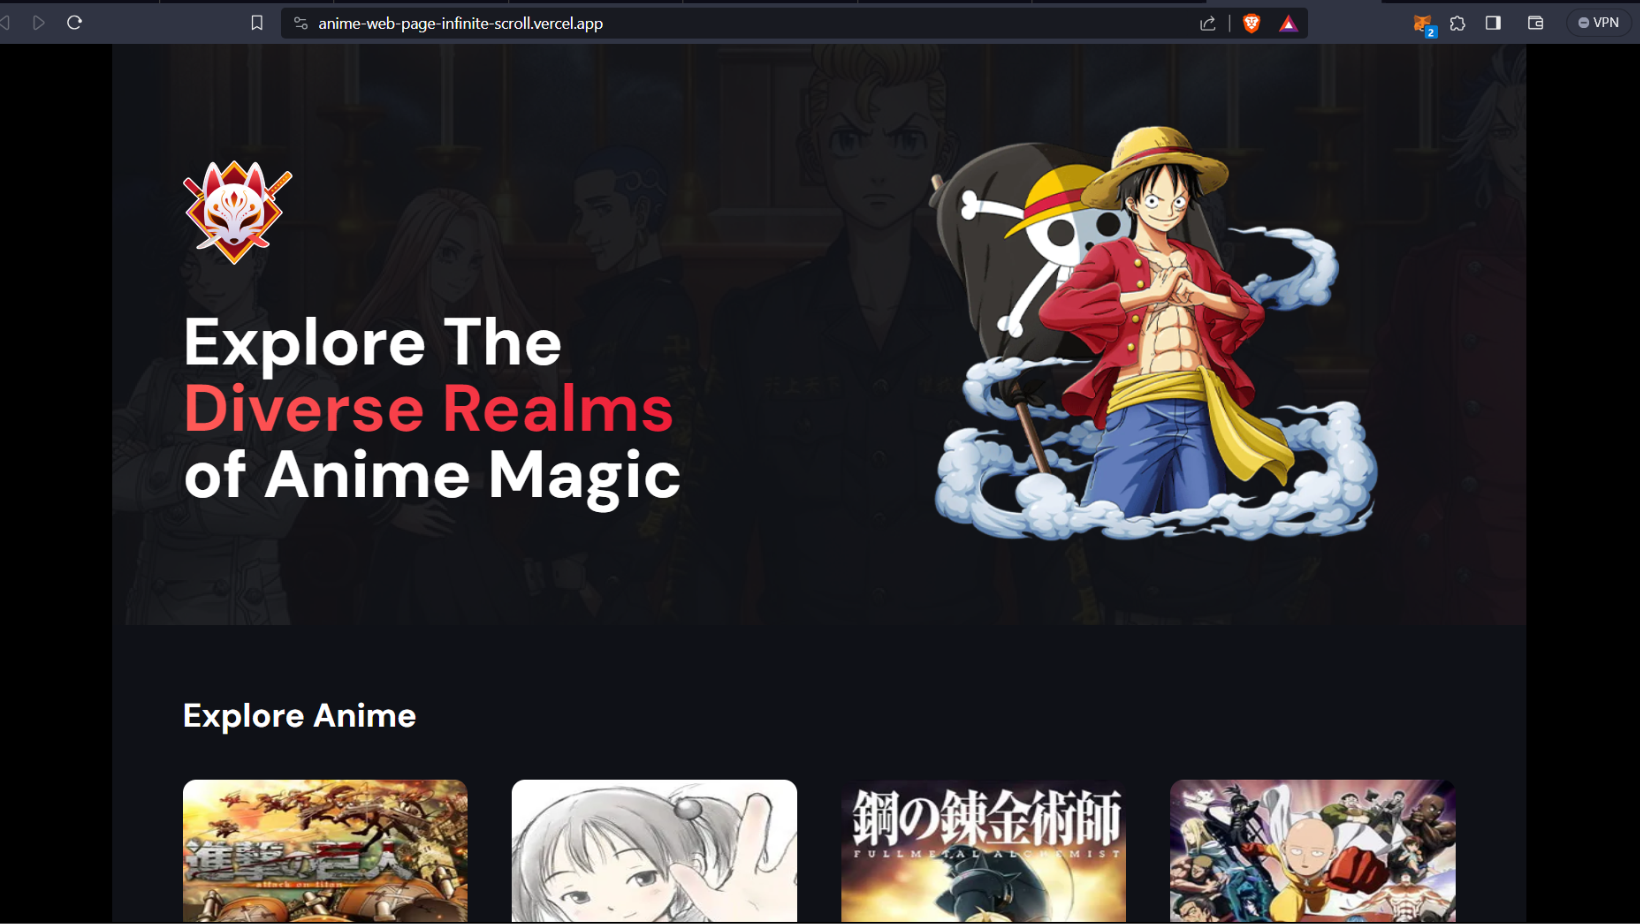 anime-web-page-infinite-scroll.vercel.app
2
VPN
Explore The
Diverse Realms
of Anime Magic
Explore Anime
進撃の巨人
attack on titan
鋼の錬金術師
FULLMETAL ALCHEMIST